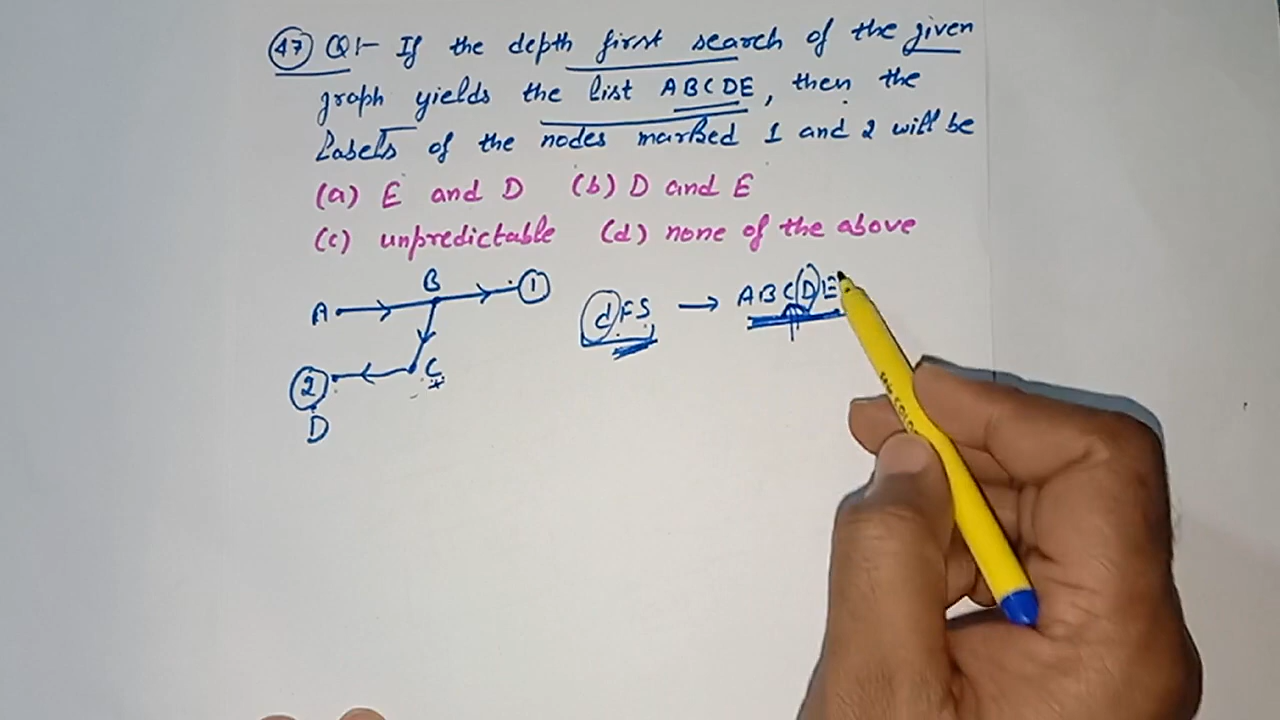 47 Q1- If the depth first search of the given
graph yields the list ABCDE, then the
Labels of the nodes marked 1 and 2 will be
(a) E and D (b) D and E
(c) unpredictable (d) none of the above
A B 1
2 C
D
dFS → ABCDE